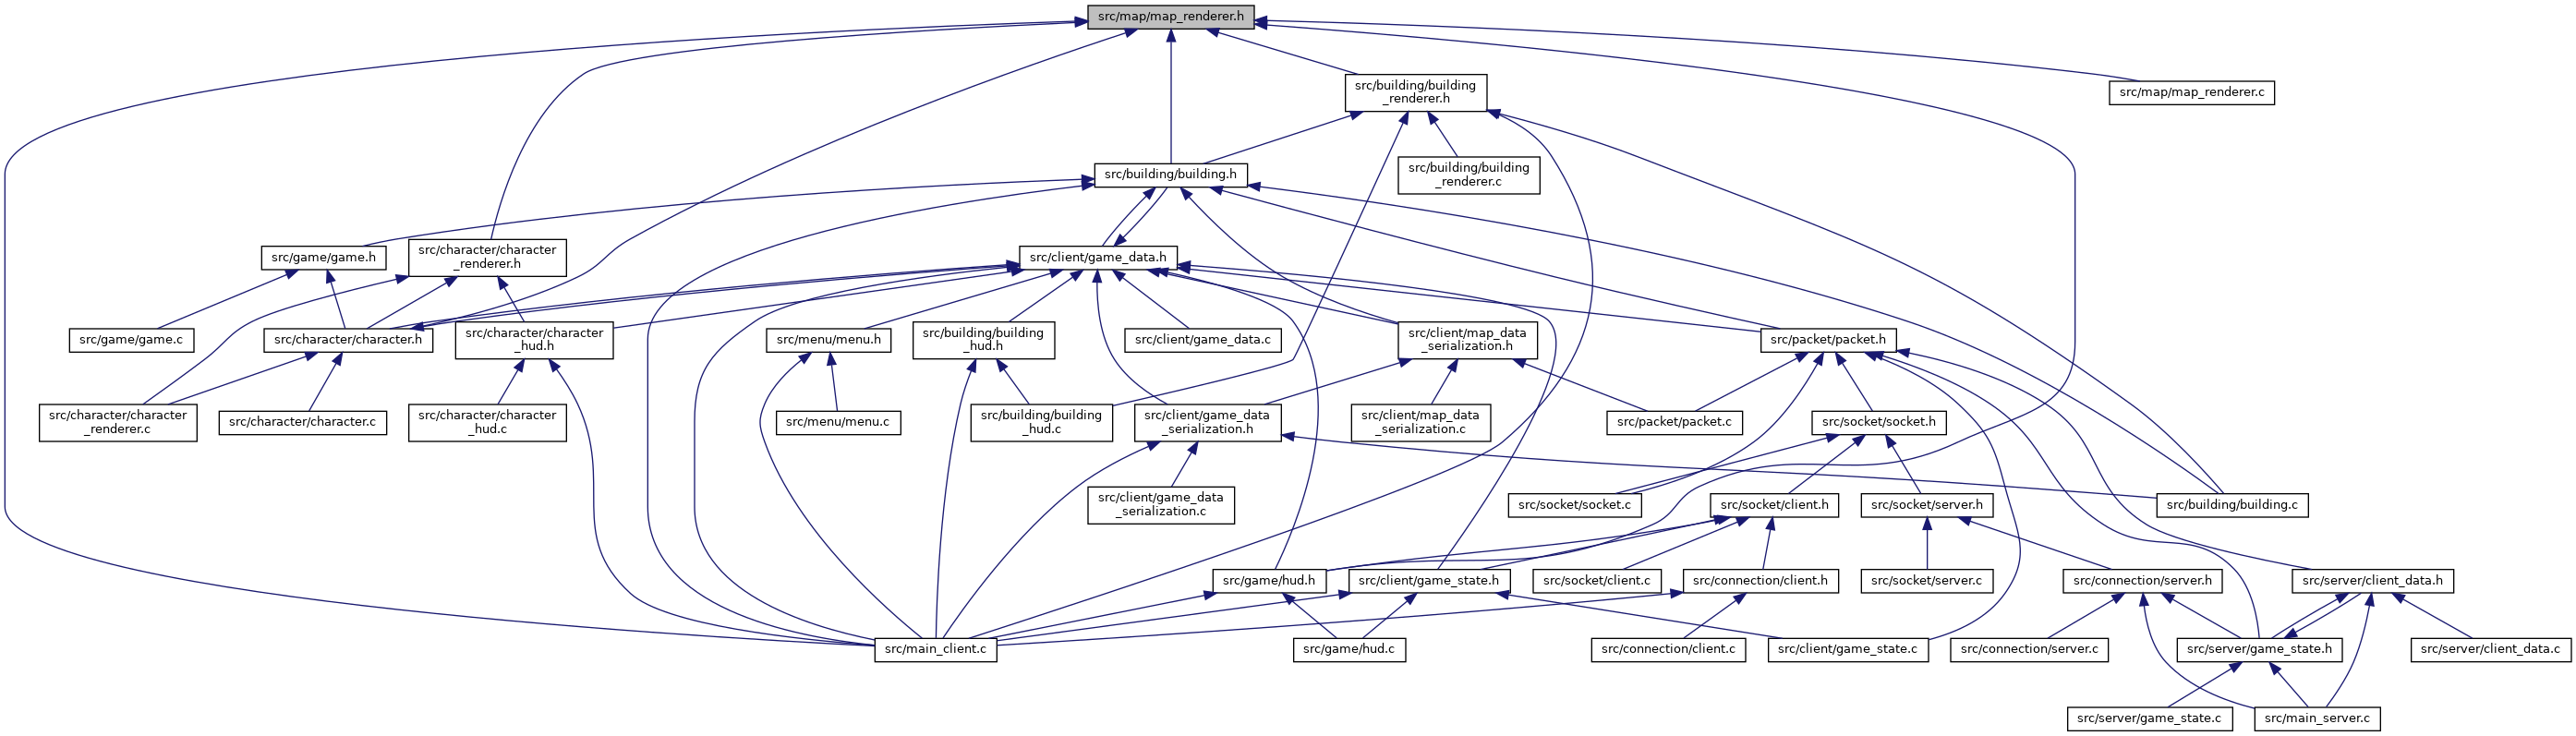 src/map/map_renderer.h
src/building/building
_renderer.h
src/map/map_renderer.c
src/building/building.h
src/building/building
_renderer.c
src/game/game.h
src/character/character
_renderer.h
src/client/game_data.h
src/game/game.c
src/character/character.h
src/character/character
_hud.h
src/menu/menu.h
src/building/building
_hud.h
src/client/game_data.c
src/client/map_data
_serialization.h
src/packet/packet.h
src/character/character
_renderer.c
src/character/character.c
src/character/character
_hud.c
src/menu/menu.c
src/building/building
_hud.c
src/client/game_data
_serialization.h
src/client/map_data
_serialization.c
src/packet/packet.c
src/socket/socket.h
src/client/game_data
_serialization.c
src/socket/socket.c
src/socket/client.h
src/socket/server.h
src/building/building.c
src/game/hud.h
src/client/game_state.h
src/socket/client.c
src/connection/client.h
src/socket/server.c
src/connection/server.h
src/server/client_data.h
src/main_client.c
src/game/hud.c
src/connection/client.c
src/client/game_state.c
src/connection/server.c
src/server/game_state.h
src/server/client_data.c
src/server/game_state.c
src/main_server.c